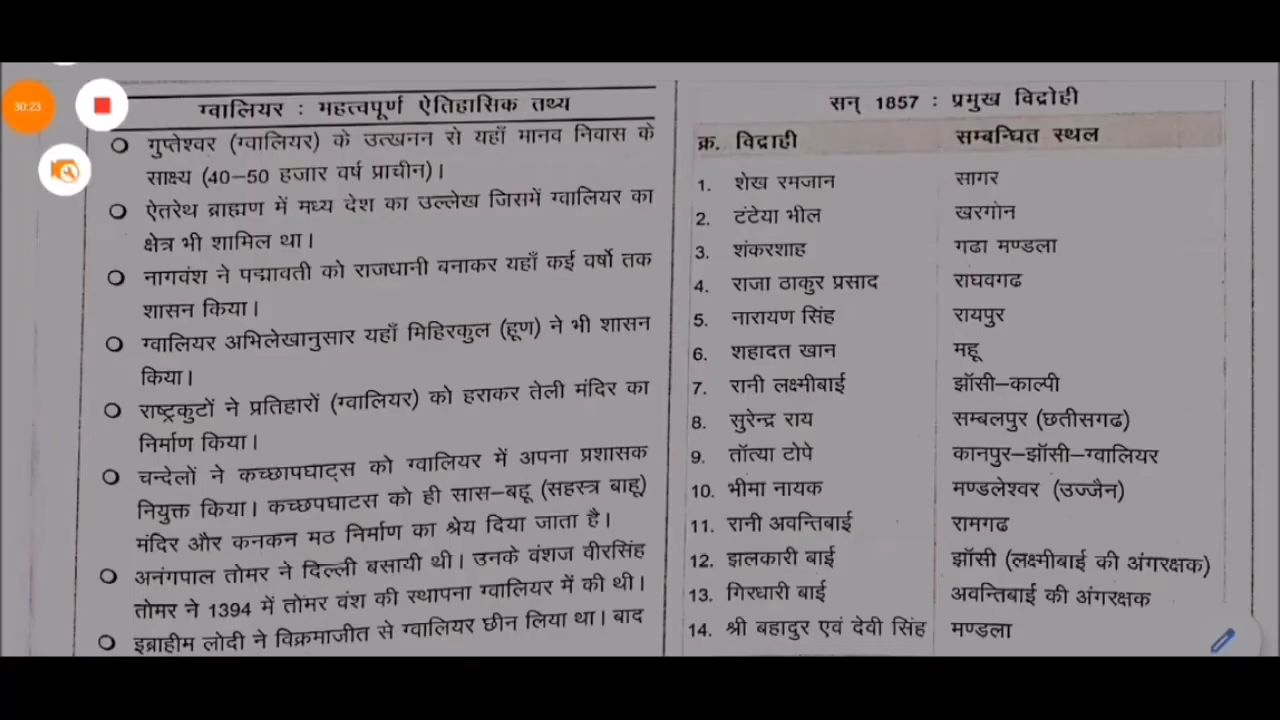 30:23
ग्वालियर : महत्वपूर्ण ऐतिहासिक तथ्य
गुप्तेश्वर (ग्वालियर) के उत्खनन से यहाँ मानव निवास के
साक्ष्य (40–50 हजार वर्ष प्राचीन)।
ऐतरेथ ब्राह्मण में मध्य देश का उल्लेख जिसमें ग्वालियर का
क्षेत्र भी शामिल था।
नागवंश ने पद्मावती को राजधानी बनाकर यहाँ कई वर्षो तक
शासन किया।
ग्वालियर अभिलेखानुसार यहाँ मिहिरकुल (हूण) ने भी शासन
किया।
राष्ट्रकुटों ने प्रतिहारों (ग्वालियर) को हराकर तेली मंदिर का
निर्माण किया।
चन्देलों ने कच्छापघाट्स को ग्वालियर में अपना प्रशासक
नियुक्त किया। कच्छपघाटस को ही सास–बहू (सहस्त्र बाहू)
मंदिर और कनकन मठ निर्माण का श्रेय दिया जाता है।
अनंगपाल तोमर ने दिल्ली बसायी थी। उनके वंशज वीरसिंह
तोमर ने 1394 में तोमर वंश की स्थापना ग्वालियर में की थी।
इब्राहीम लोदी ने विक्रमाजीत से ग्वालियर छीन लिया था। बाद
सन् 1857 : प्रमुख विद्रोही
क्र. विद्राही सम्बन्धित स्थल
1. शेख रमजान सागर
2. टंटेया भील खरगोन
3. शंकरशाह गढा मण्डला
4. राजा ठाकुर प्रसाद राघवगढ
5. नारायण सिंह रायपुर
6. शहादत खान महू
7. रानी लक्ष्मीबाई झॉसी–काल्पी
8. सुरेन्द्र राय सम्बलपुर (छतीसगढ)
9. तॉत्या टोपे कानपुर–झॉसी–ग्वालियर
10. भीमा नायक मण्डलेश्वर (उज्जैन)
11. रानी अवन्तिबाई रामगढ
12. झलकारी बाई झॉसी (लक्ष्मीबाई की अंगरक्षक)
13. गिरधारी बाई अवन्तिबाई की अंगरक्षक
14. श्री बहादुर एवं देवी सिंह मण्डला